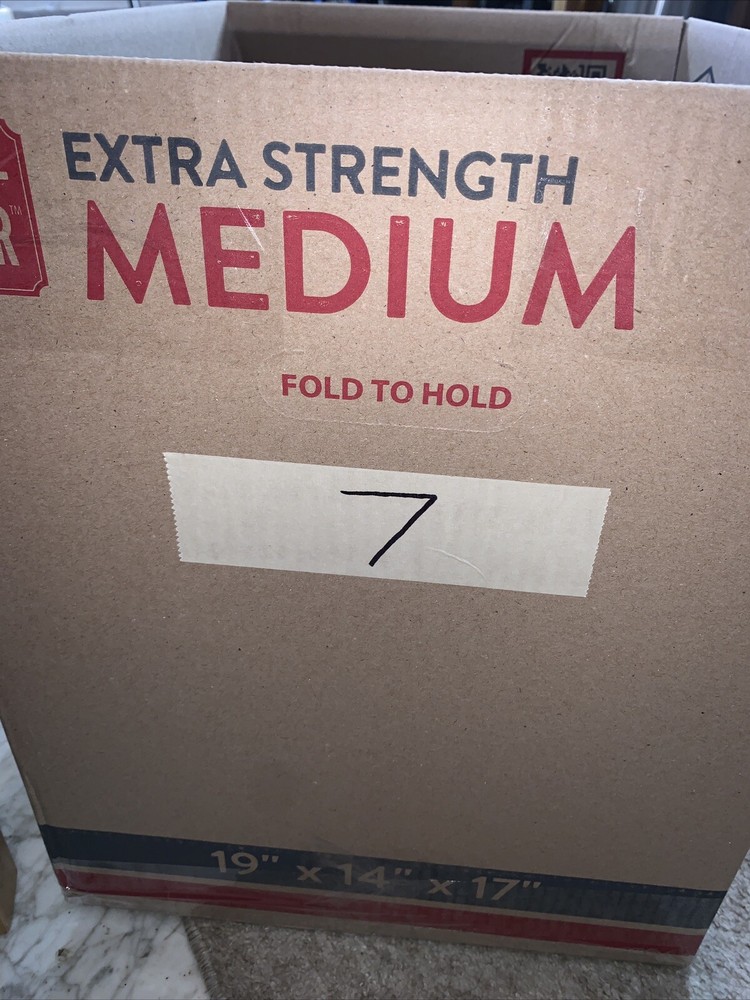 EXTRA STRENGTH
MEDIUM
FOLD TO HOLD
7
19" x 14" x 17"